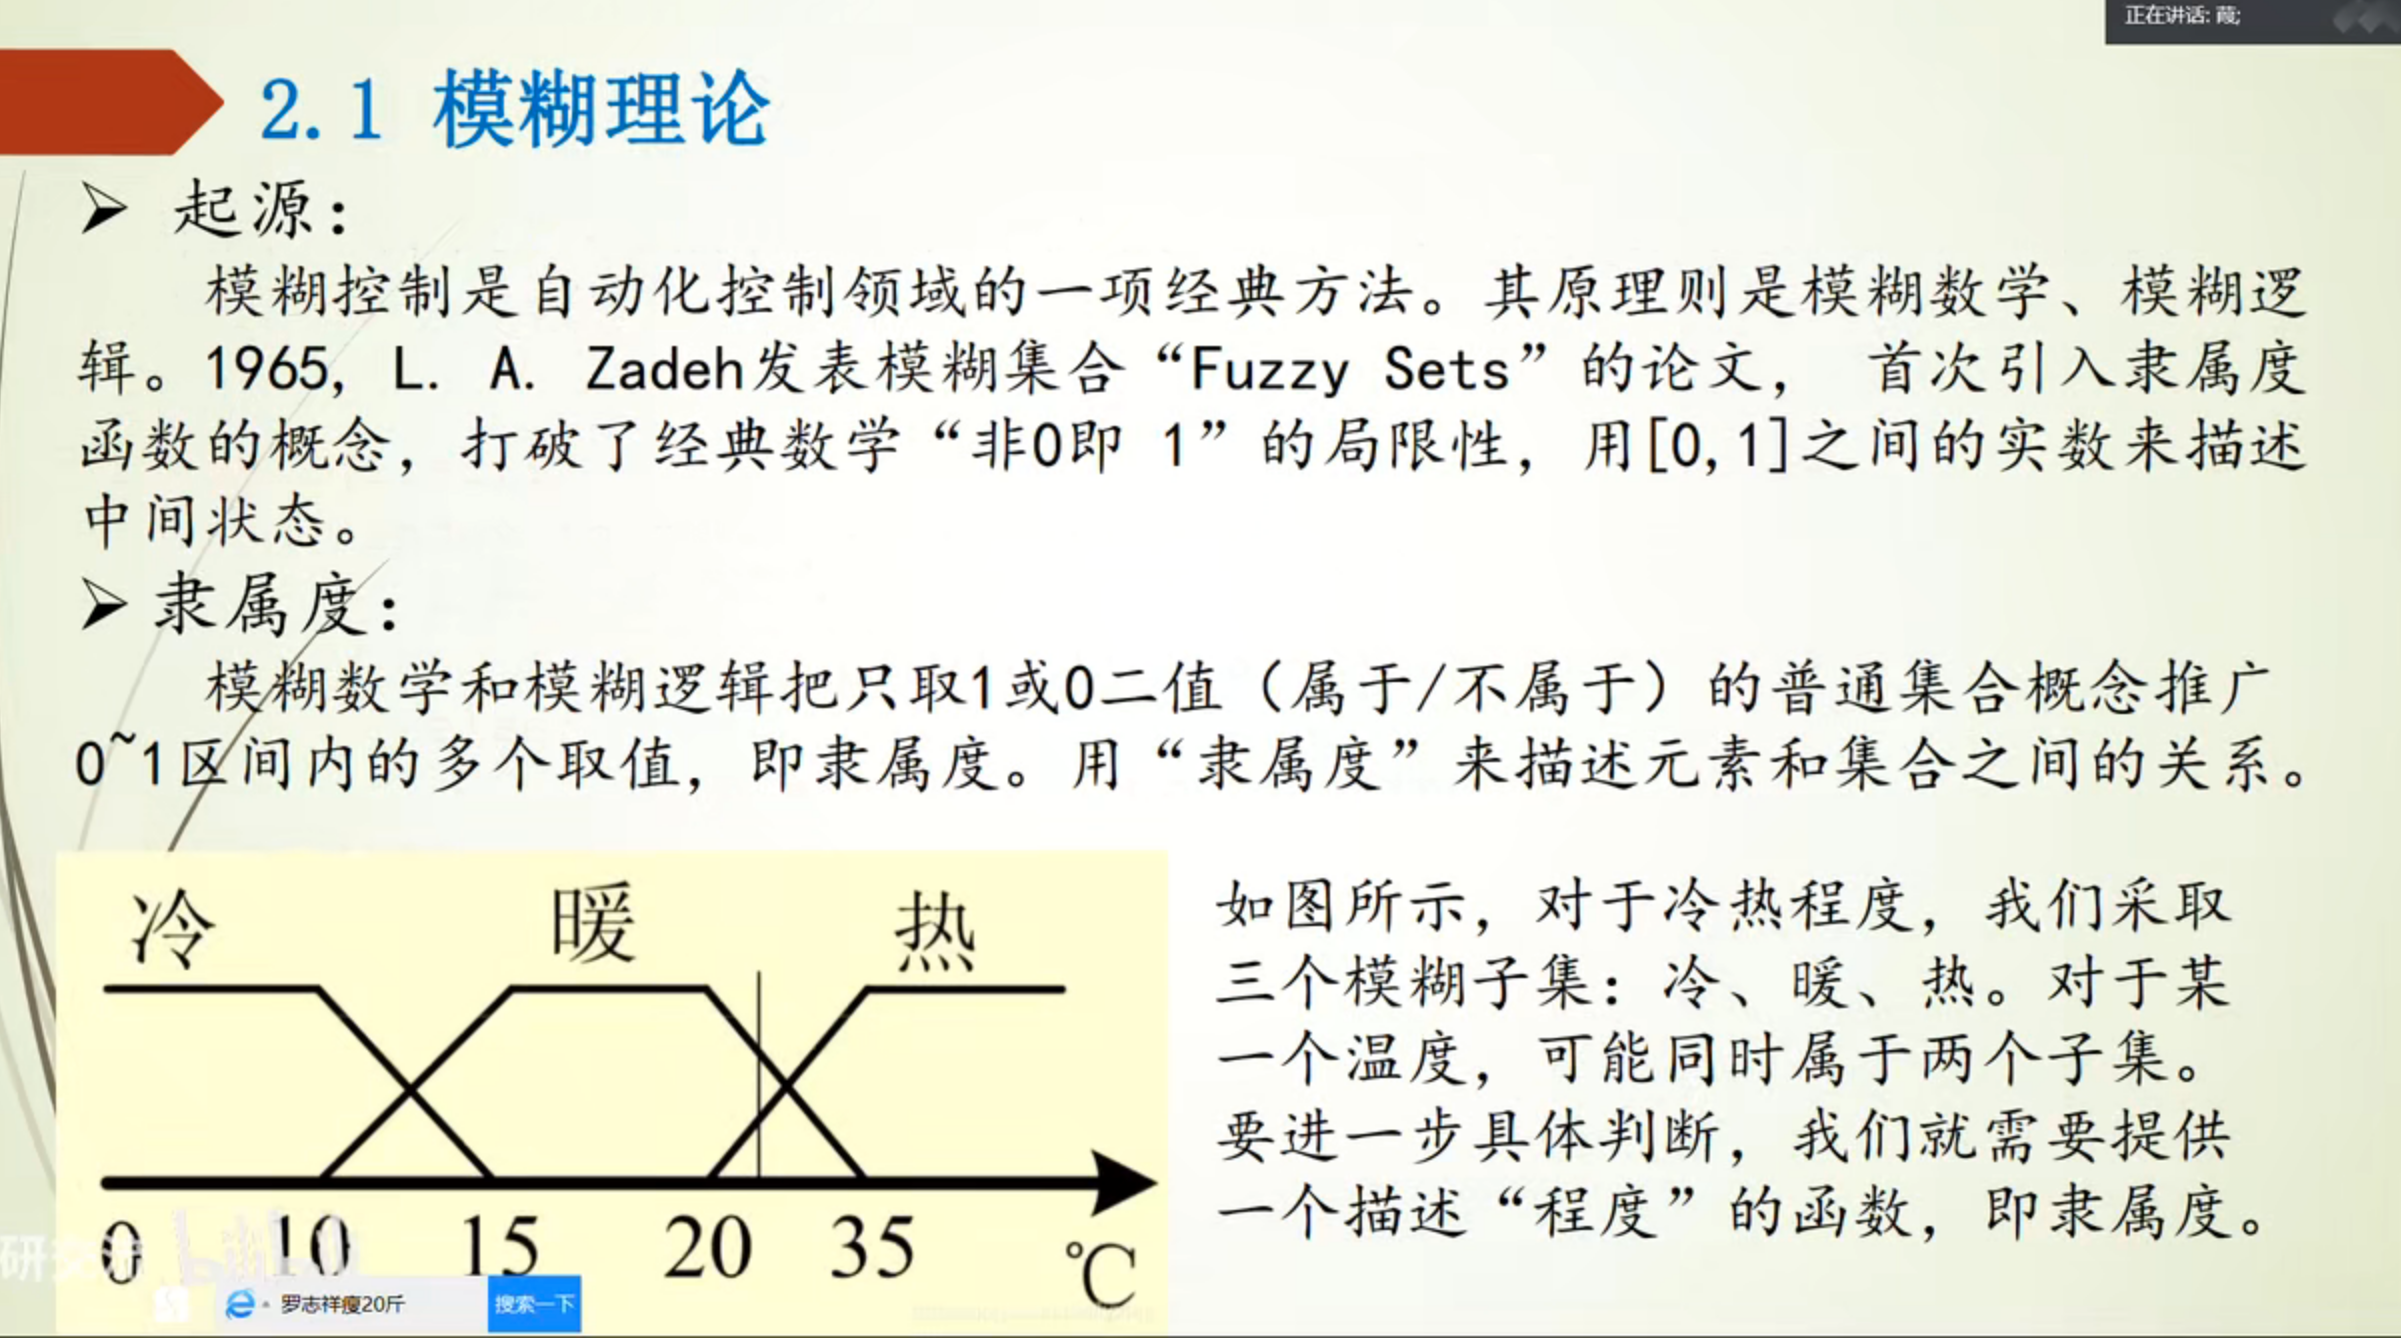 正在讲话: 葭;
2.1 模糊理论
➢ 起源：
模糊控制是自动化控制领域的一项经典方法。其原理则是模糊数学、模糊逻
辑。1965, L. A. Zadeh发表模糊集合“Fuzzy Sets”的论文， 首次引入隶属度
函数的概念，打破了经典数学“非0即 1”的局限性，用[0,1]之间的实数来描述
中间状态。
➢ 隶属度：
模糊数学和模糊逻辑把只取1或0二值（属于/不属于）的普通集合概念推广
0~1区间内的多个取值，即隶属度。用“隶属度”来描述元素和集合之间的关系。
冷 暖 热
0 10 15 20 35 ℃
如图所示，对于冷热程度，我们采取
三个模糊子集：冷、暖、热。对于某
一个温度，可能同时属于两个子集。
要进一步具体判断，我们就需要提供
一个描述“程度”的函数，即隶属度。
研交流 bilibili
罗志祥瘦20斤 搜索一下